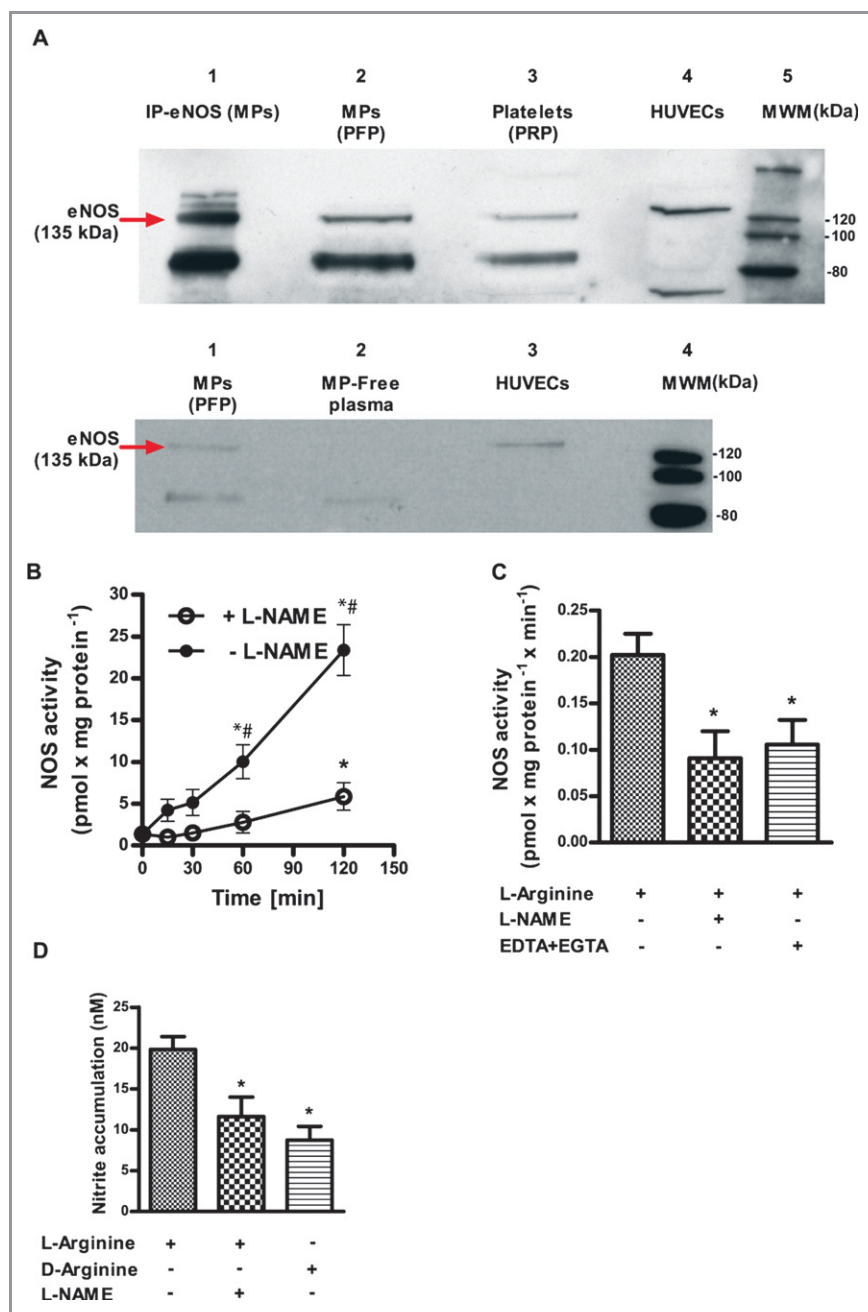 A
1 2 3 4 5
IP-eNOS (MPs) MPs (PFP) Platelets (PRP) HUVECs MWM (kDa)
eNOS (135 kDa)
-120
-100
-80
1 2 3 4
MPs (PFP) MP-Free plasma HUVECs MWM(kDa)
eNOS (135 kDa)
-120
-100
-80
B
NOS activity
(pmol x mg protein⁻¹)
30
25
20
15
10
5
0
+ L-NAME
- L-NAME
*#
*#
*
0 30 60 90 120 150
Time [min]
C
NOS activity
(pmol x mg protein⁻¹ x min⁻¹)
0.25
0.20
0.15
0.10
0.05
0.00
* *
L-Arginine + + +
L-NAME - + -
EDTA+EGTA - - +
D
Nitrite accumulation (nM)
25
20
15
10
5
0
* *
L-Arginine + + -
D-Arginine - - +
L-NAME - + -